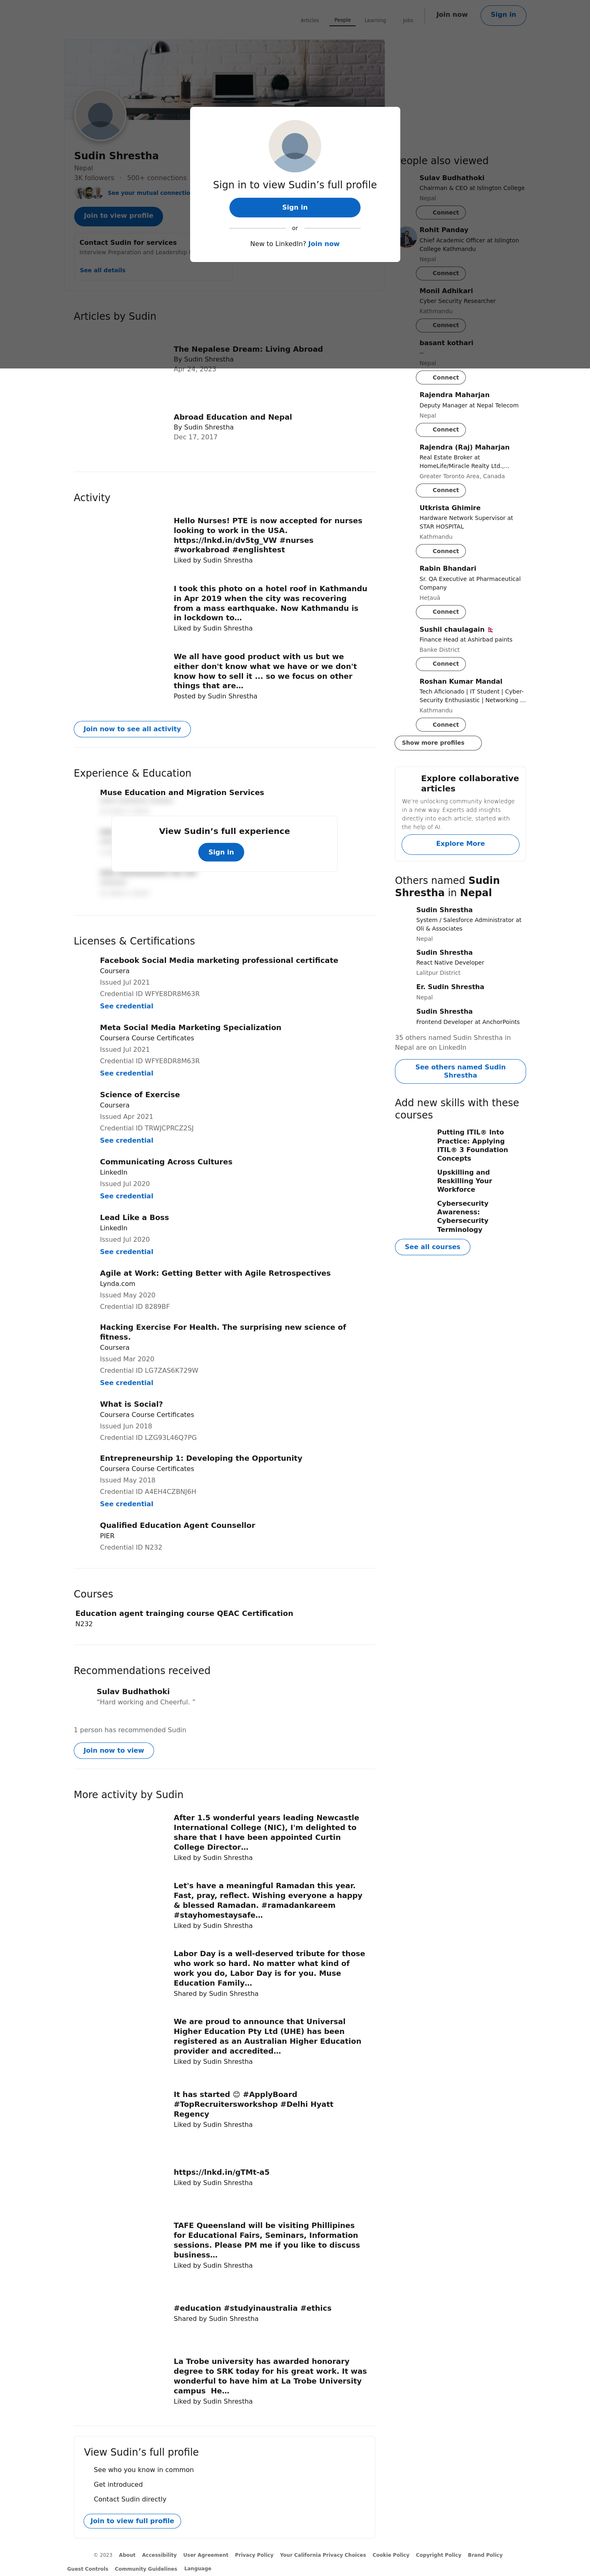 Articles
People
Learning
Jobs
Join now
Sign in
Sudin Shrestha
Nepal
3K followers · 500+ connections
See your mutual connections
Join to view profile
Contact Sudin for services
Interview Preparation and Leadership
See all details
Sign in to view Sudin’s full profile
Sign in
or
New to LinkedIn? Join now
Articles by Sudin
The Nepalese Dream: Living Abroad
By Sudin Shrestha
Apr 24, 2023
Abroad Education and Nepal
By Sudin Shrestha
Dec 17, 2017
Activity
Hello Nurses! PTE is now accepted for nurses
looking to work in the USA.
https://lnkd.in/dv5tg_VW #nurses
#workabroad #englishtest
Liked by Sudin Shrestha
I took this photo on a hotel roof in Kathmandu
in Apr 2019 when the city was recovering
from a mass earthquake. Now Kathmandu is
in lockdown to…
Liked by Sudin Shrestha
We all have good product with us but we
either don't know what we have or we don't
know how to sell it ... so we focus on other
things that are…
Posted by Sudin Shrestha
Join now to see all activity
Experience & Education
Muse Education and Migration Services
View Sudin’s full experience
Sign in
Licenses & Certifications
Facebook Social Media marketing professional certificate
Coursera
Issued Jul 2021
Credential ID WFYE8DR8M63R
See credential
Meta Social Media Marketing Specialization
Coursera Course Certificates
Issued Jul 2021
Credential ID WFYE8DR8M63R
See credential
Science of Exercise
Coursera
Issued Apr 2021
Credential ID TRWJCPRCZ2SJ
See credential
Communicating Across Cultures
LinkedIn
Issued Jul 2020
See credential
Lead Like a Boss
LinkedIn
Issued Jul 2020
See credential
Agile at Work: Getting Better with Agile Retrospectives
Lynda.com
Issued May 2020
Credential ID 8289BF
Hacking Exercise For Health. The surprising new science of
fitness.
Coursera
Issued Mar 2020
Credential ID LG7ZAS6K729W
See credential
What is Social?
Coursera Course Certificates
Issued Jun 2018
Credential ID LZG93L46Q7PG
Entrepreneurship 1: Developing the Opportunity
Coursera Course Certificates
Issued May 2018
Credential ID A4EH4CZBNJ6H
See credential
Qualified Education Agent Counsellor
PIER
Credential ID N232
Courses
Education agent trainging course QEAC Certification
N232
Recommendations received
Sulav Budhathoki
“Hard working and Cheerful. ”
1 person has recommended Sudin
Join now to view
More activity by Sudin
After 1.5 wonderful years leading Newcastle
International College (NIC), I'm delighted to
share that I have been appointed Curtin
College Director…
Liked by Sudin Shrestha
Let's have a meaningful Ramadan this year.
Fast, pray, reflect. Wishing everyone a happy
& blessed Ramadan. #ramadankareem
#stayhomestaysafe…
Liked by Sudin Shrestha
Labor Day is a well-deserved tribute for those
who work so hard. No matter what kind of
work you do, Labor Day is for you. Muse
Education Family…
Shared by Sudin Shrestha
We are proud to announce that Universal
Higher Education Pty Ltd (UHE) has been
registered as an Australian Higher Education
provider and accredited…
Liked by Sudin Shrestha
It has started 😊 #ApplyBoard
#TopRecruitersworkshop #Delhi Hyatt
Regency
Liked by Sudin Shrestha
https://lnkd.in/gTMt-a5
Liked by Sudin Shrestha
TAFE Queensland will be visiting Phillipines
for Educational Fairs, Seminars, Information
sessions. Please PM me if you like to discuss
business…
Liked by Sudin Shrestha
#education #studyinaustralia #ethics
Shared by Sudin Shrestha
La Trobe university has awarded honorary
degree to SRK today for his great work. It was
wonderful to have him at La Trobe University
campus  He…
Liked by Sudin Shrestha
View Sudin’s full profile
See who you know in common
Get introduced
Contact Sudin directly
Join to view full profile
People also viewed
Sulav Budhathoki
Chairman & CEO at Islington College
Nepal
Connect
Rohit Panday
Chief Academic Officer at Islington
College Kathmandu
Nepal
Connect
Monil Adhikari
Cyber Security Researcher
Kathmandu
Connect
basant kothari
--
Nepal
Connect
Rajendra Maharjan
Deputy Manager at Nepal Telecom
Nepal
Connect
Rajendra (Raj) Maharjan
Real Estate Broker at
HomeLife/Miracle Realty Ltd.,...
Greater Toronto Area, Canada
Connect
Utkrista Ghimire
Hardware Network Supervisor at
STAR HOSPITAL
Kathmandu
Connect
Rabin Bhandari
Sr. QA Executive at Pharmaceutical
Company
Hetauda
Connect
Sushil chaulagain 🇳🇵
Finance Head at Ashirbad paints
Banke District
Connect
Roshan Kumar Mandal
Tech Aficionado | IT Student | Cyber-
Security Enthusiastic | Networking ...
Kathmandu
Connect
Show more profiles
Explore collaborative
articles
We’re unlocking community knowledge
in a new way. Experts add insights
directly into each article, started with
the help of AI.
Explore More
Others named Sudin
Shrestha in Nepal
Sudin Shrestha
System / Salesforce Administrator at
Oli & Associates
Nepal
Sudin Shrestha
React Native Developer
Lalitpur District
Er. Sudin Shrestha
Nepal
Sudin Shrestha
Frontend Developer at AnchorPoints
35 others named Sudin Shrestha in
Nepal are on LinkedIn
See others named Sudin
Shrestha
Add new skills with these
courses
Putting ITIL® Into
Practice: Applying
ITIL® 3 Foundation
Concepts
Upskilling and
Reskilling Your
Workforce
Cybersecurity
Awareness:
Cybersecurity
Terminology
See all courses
© 2023 About Accessibility User Agreement Privacy Policy Your California Privacy Choices Cookie Policy Copyright Policy Brand Policy
Guest Controls Community Guidelines Language